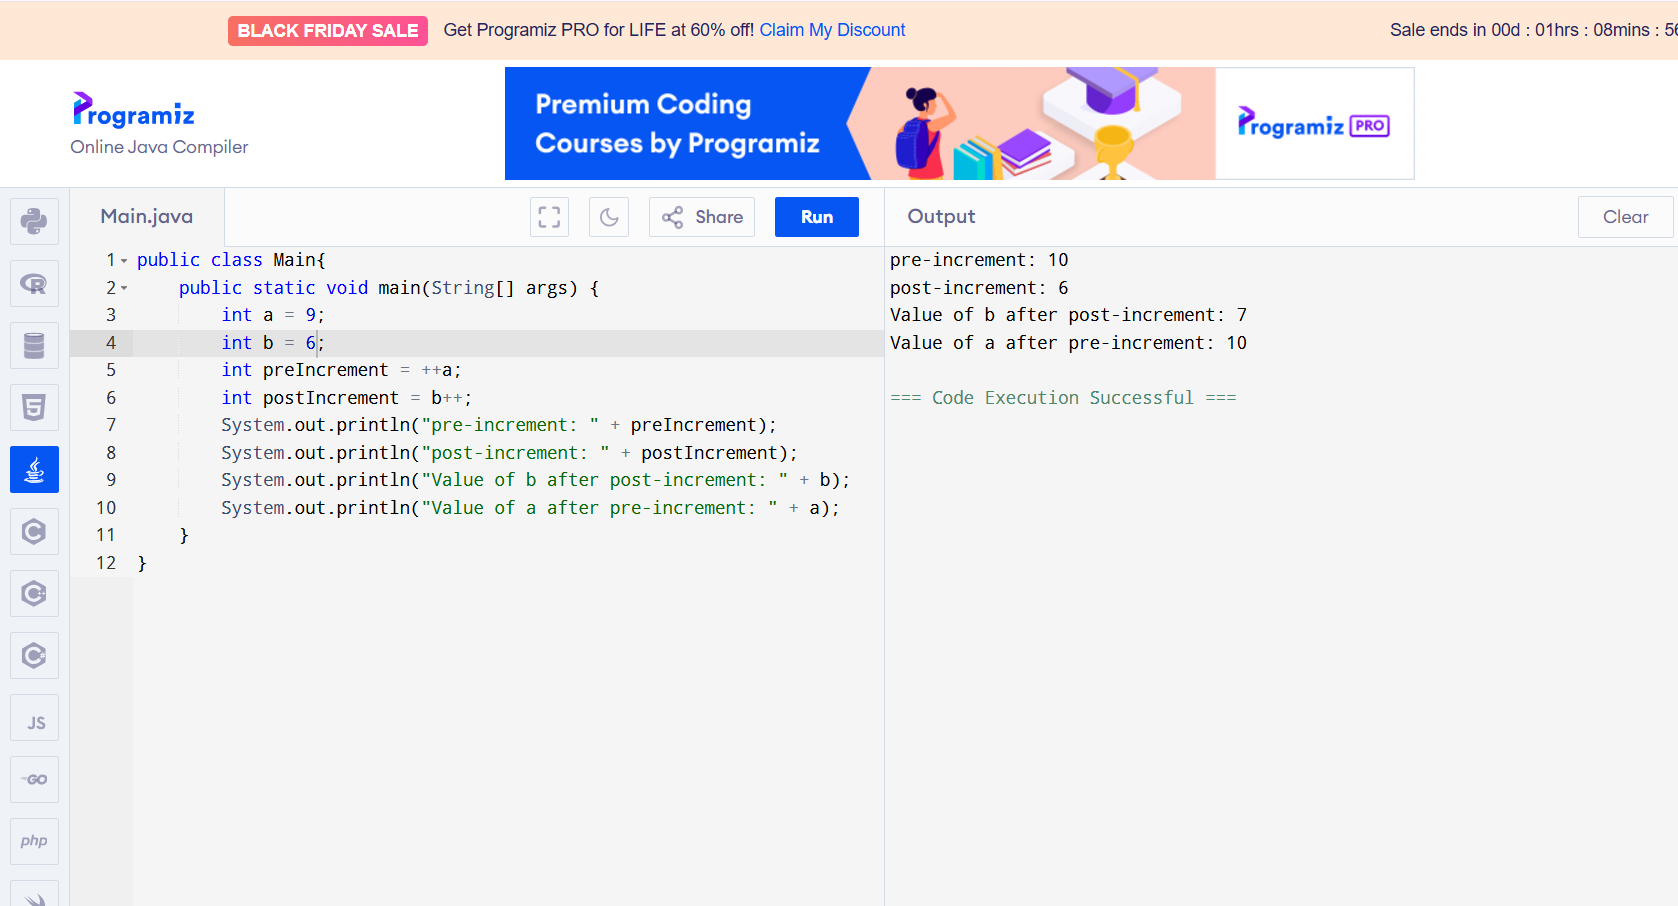 BLACK FRIDAY SALE Get Programiz PRO for LIFE at 60% off! Claim My Discount Sale ends in 00d : 01hrs : 08mins : 56
Programiz
Online Java Compiler
Premium Coding
Courses by Programiz
Programiz PRO
Main.java Share Run
1 public class Main{
2 public static void main(String[] args) {
3 int a = 9;
4 int b = 6;
5 int preIncrement = ++a;
6 int postIncrement = b++;
7 System.out.println("pre-increment: " + preIncrement);
8 System.out.println("post-increment: " + postIncrement);
9 System.out.println("Value of b after post-increment: " + b);
10 System.out.println("Value of a after pre-increment: " + a);
11 }
12 }
Output Clear
pre-increment: 10
post-increment: 6
Value of b after post-increment: 7
Value of a after pre-increment: 10
=== Code Execution Successful ===
R
5
C
C
C
JS
GO
php